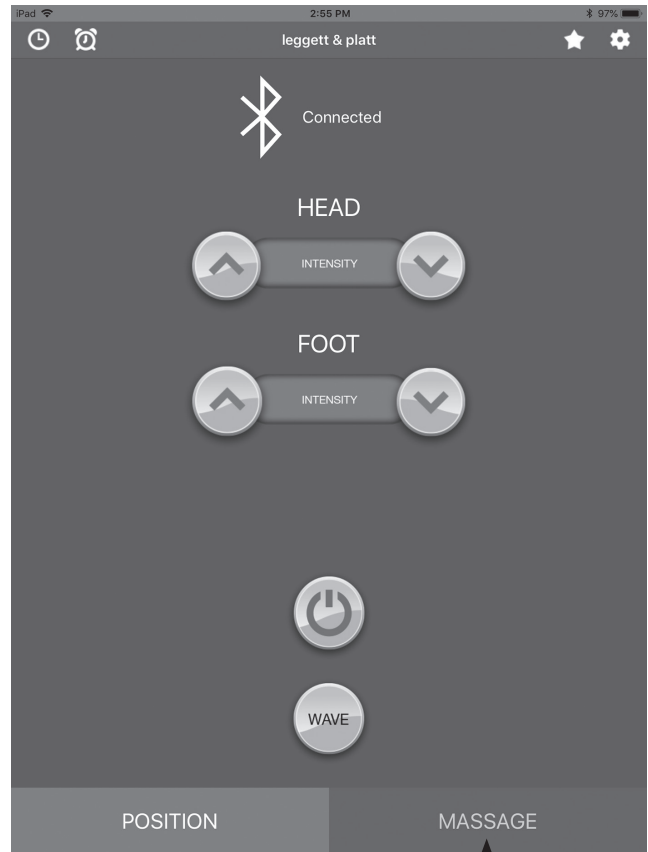 iPad 2:55 PM 97%
leggett & platt
Connected
HEAD
INTENSITY
FOOT
INTENSITY
WAVE
POSITION MASSAGE